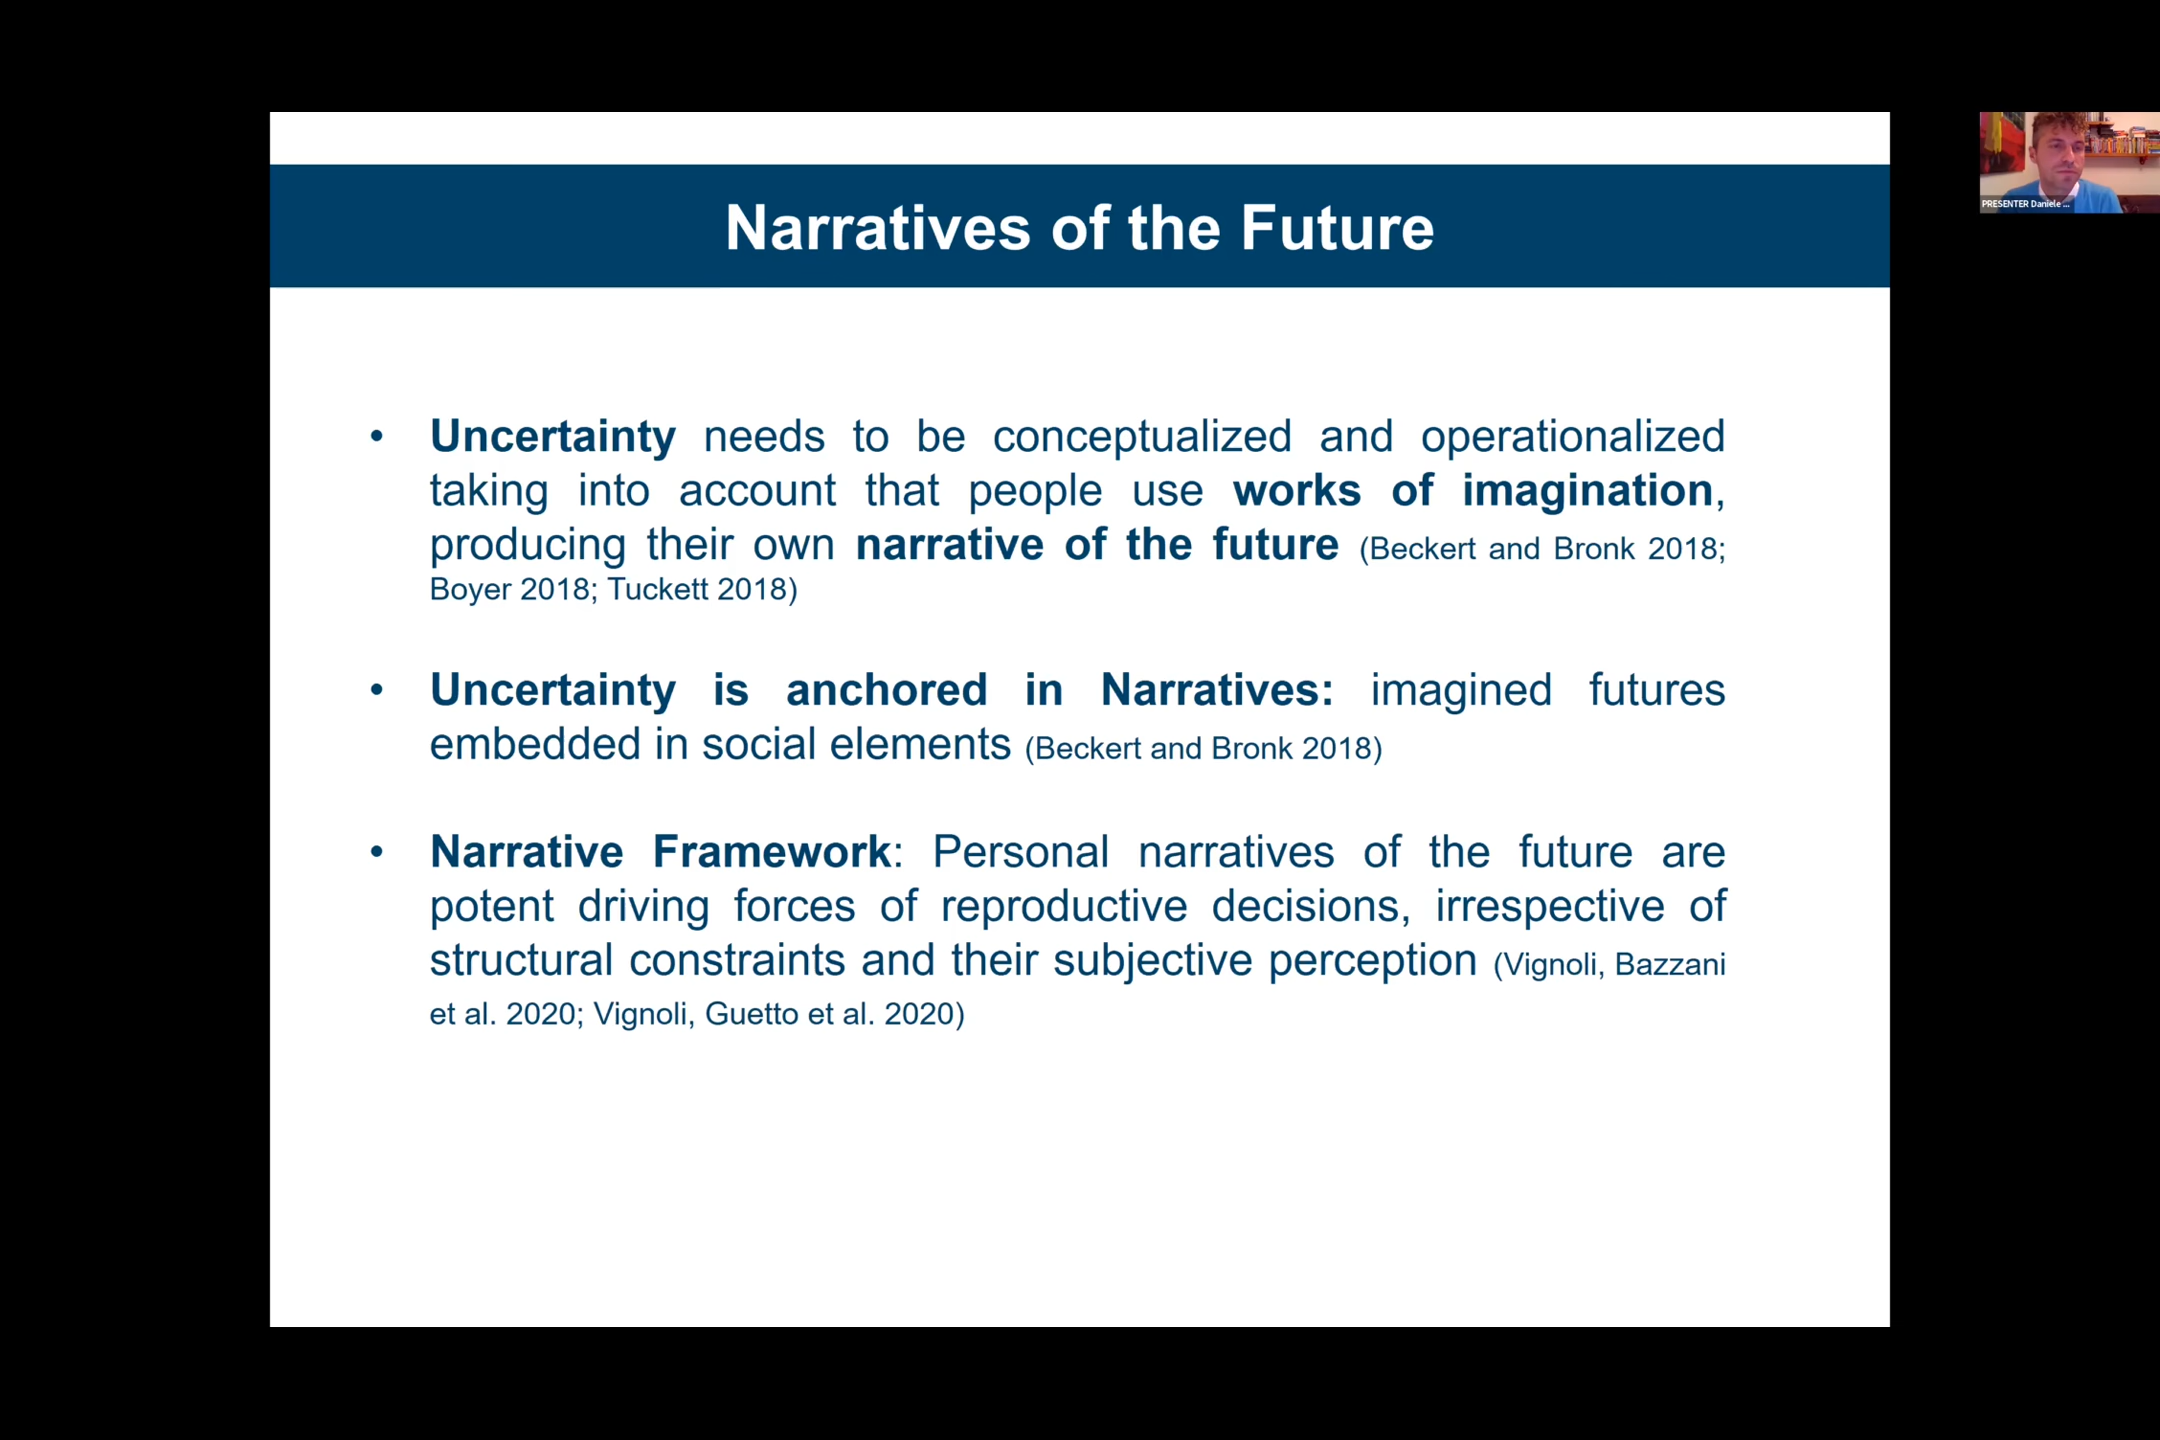 Narratives of the Future
PRESENTER Daniele ...
• Uncertainty needs to be conceptualized and operationalized
taking into account that people use works of imagination,
producing their own narrative of the future (Beckert and Bronk 2018;
Boyer 2018; Tuckett 2018)
• Uncertainty is anchored in Narratives: imagined futures
embedded in social elements (Beckert and Bronk 2018)
• Narrative Framework: Personal narratives of the future are
potent driving forces of reproductive decisions, irrespective of
structural constraints and their subjective perception (Vignoli, Bazzani
et al. 2020; Vignoli, Guetto et al. 2020)